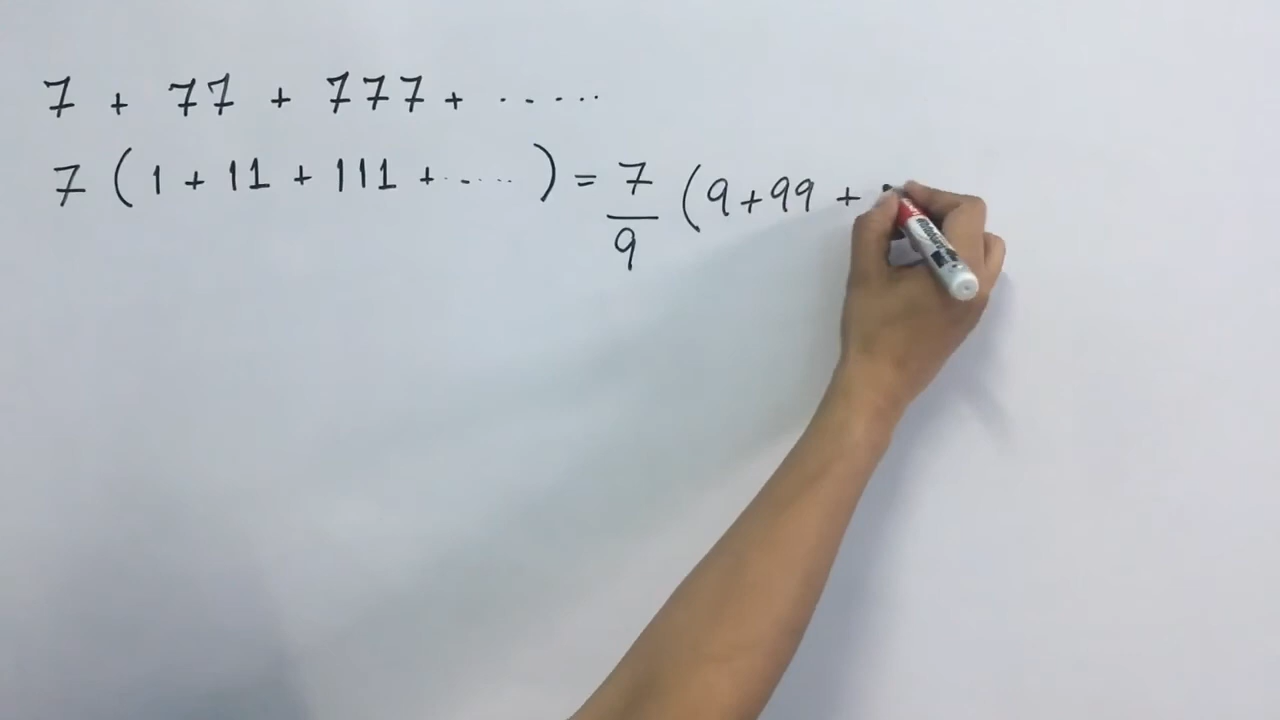 7 + 77 + 777 + .....
7 (1 + 11 + 111 + ......) = 7/9 (9 + 99 +